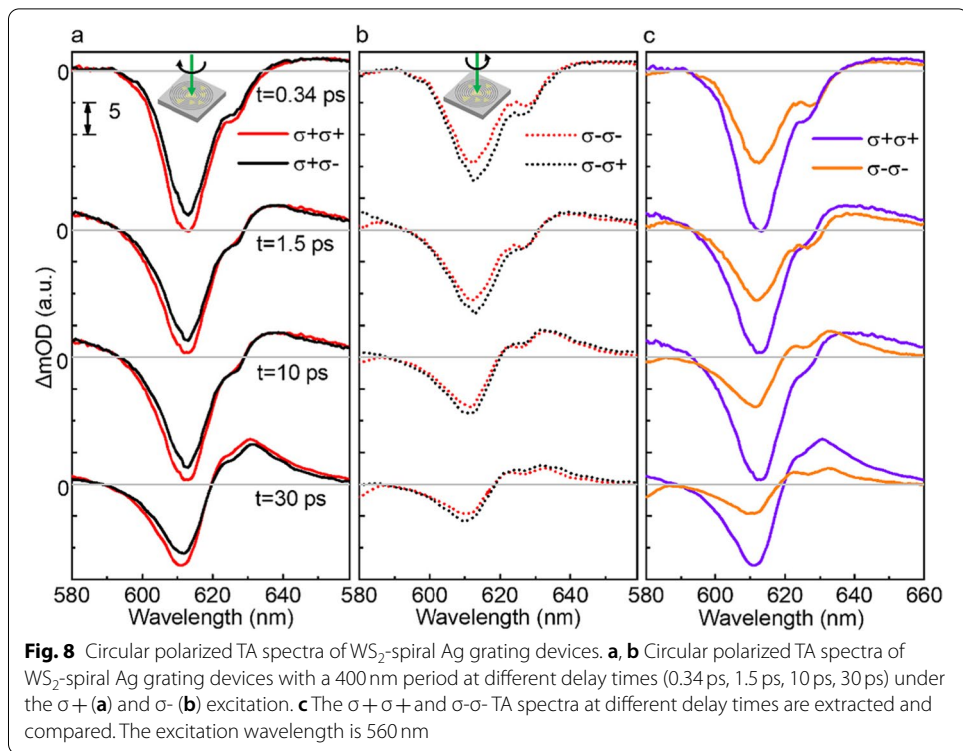 a
b
c
ΔmOD (a.u.)
0
5
t=0.34 ps
σ+σ+
σ+σ-
0
t=1.5 ps
0
t=10 ps
0
t=30 ps
σ-σ-
σ-σ+
σ+σ+
σ-σ-
580 600 620 640
580 600 620 640
580 600 620 640 660
Wavelength (nm)
Wavelength (nm)
Wavelength (nm)
Fig. 8 Circular polarized TA spectra of WS₂-spiral Ag grating devices. a, b Circular polarized TA spectra of
WS₂-spiral Ag grating devices with a 400 nm period at different delay times (0.34 ps, 1.5 ps, 10 ps, 30 ps) under
the σ + (a) and σ- (b) excitation. c The σ + σ + and σ-σ- TA spectra at different delay times are extracted and
compared. The excitation wavelength is 560 nm